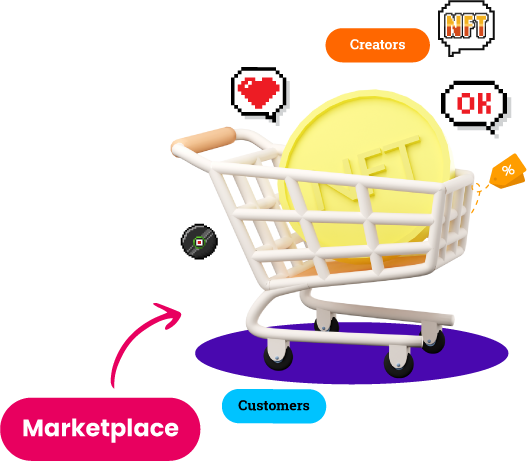 NFT
Creators
OK
NFT
%
Customers
Marketplace